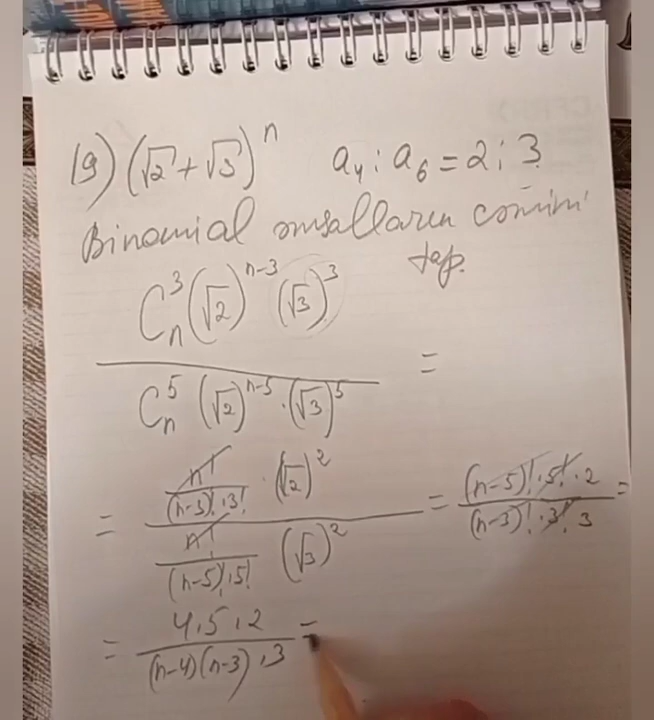 19) (√2 + √3)^n a₄ : a₆ = 2 : 3
Binomial əmsalların cəmini
tap.
C_n^3 (√2)^(n-3) (√3)^3
/ =
C_n^5 (√2)^(n-5) · (√3)^5
= (n! / ((n-3)! · 3!) · (√2)^2) / (n! / ((n-5)! · 5!) (√3)^2) = ((n-5)! · 5! · 2) / ((n-3)! · 3! · 3) =
= (4 · 5 · 2) / ((n-4)(n-3) · 3) =